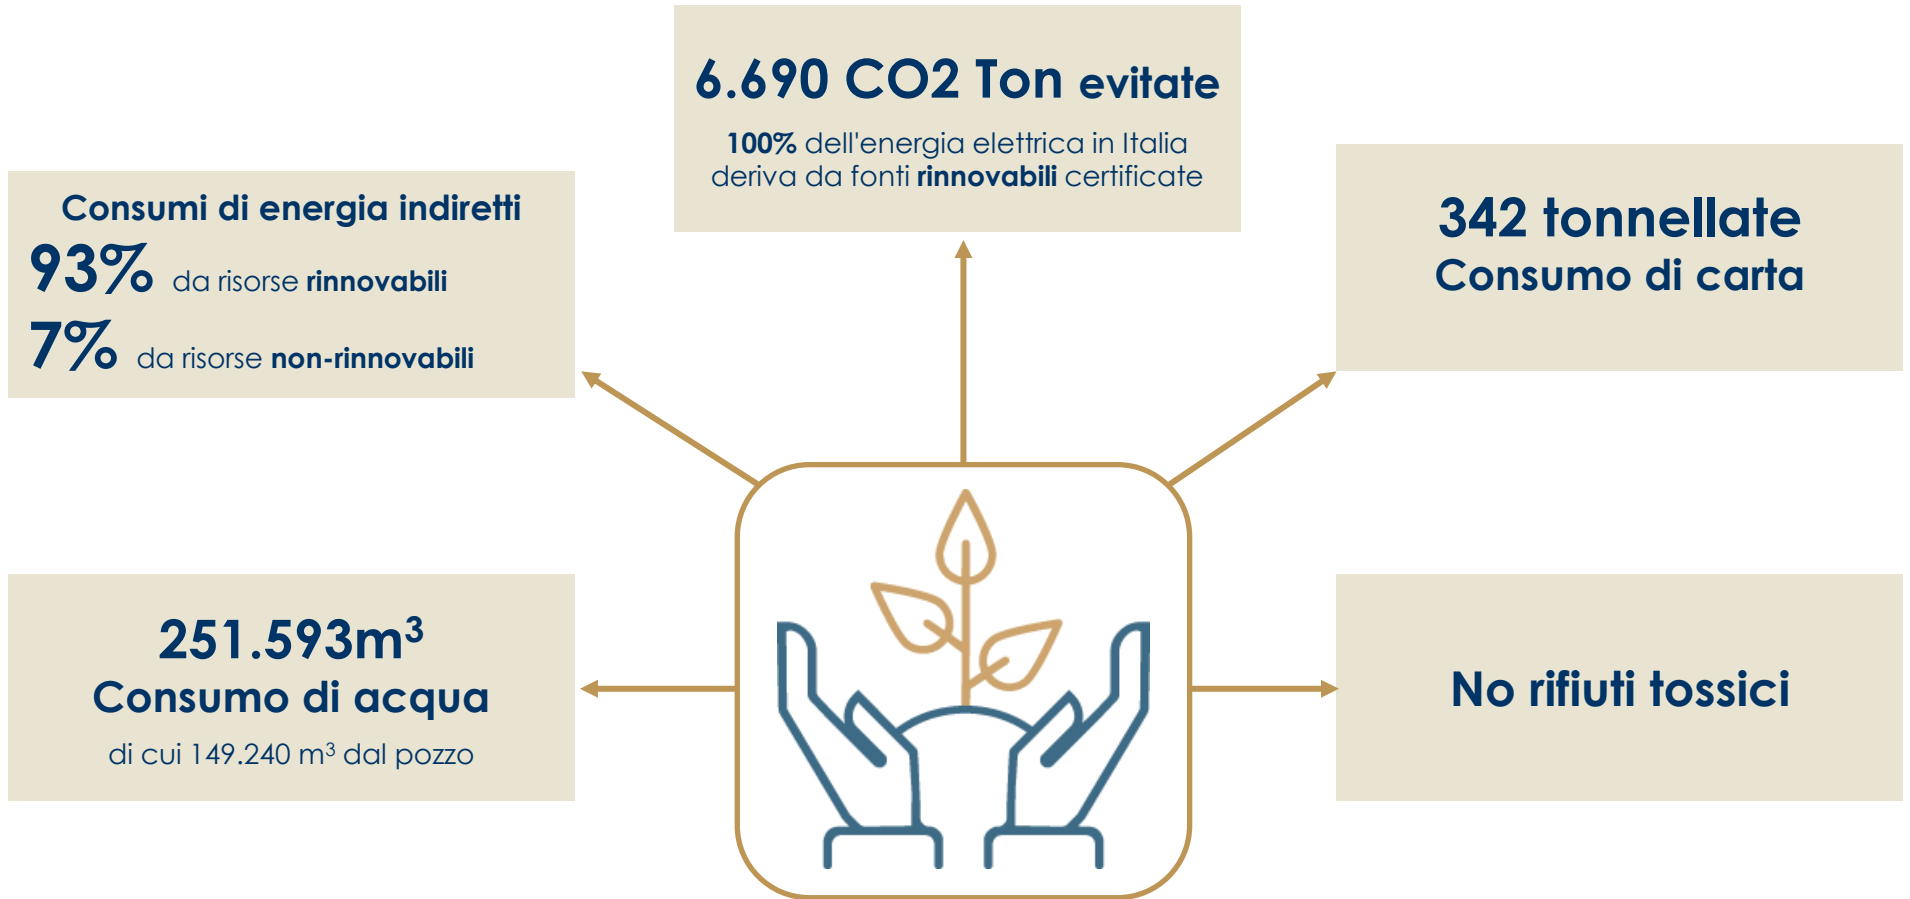 6.690 CO2 Ton evitate
100% dell'energia elettrica in Italia
deriva da fonti rinnovabili certificate
Consumi di energia indiretti
93% da risorse rinnovabili
7% da risorse non-rinnovabili
342 tonnellate
Consumo di carta
251.593m³
Consumo di acqua
di cui 149.240 m³ dal pozzo
No rifiuti tossici